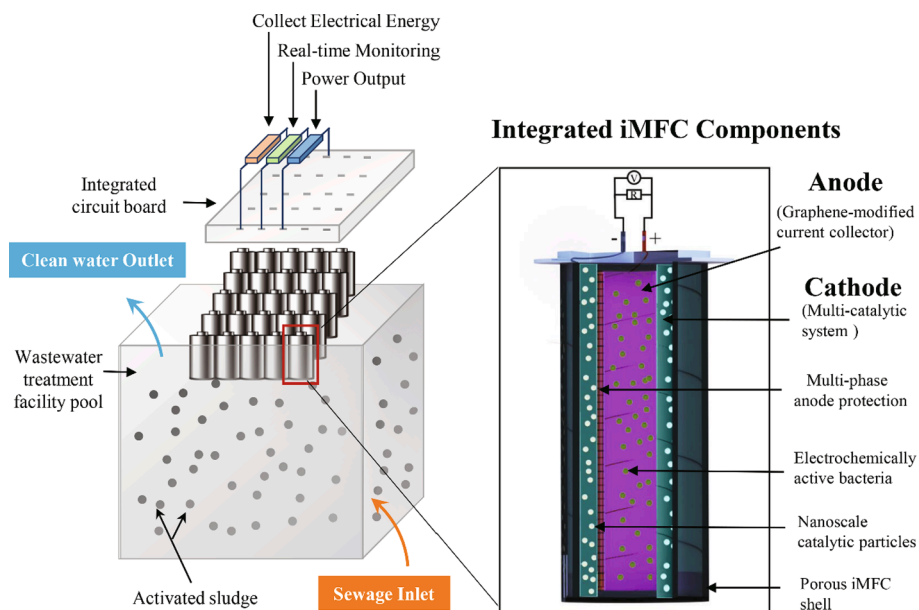 Collect Electrical Energy
Real-time Monitoring
Power Output
Integrated
circuit board
Clean water Outlet
Wastewater
treatment
facility pool
Activated sludge
Sewage Inlet
Integrated iMFC Components
V
R
-
+
Anode
(Graphene-modified
current collector)
Cathode
(Multi-catalytic
system )
Multi-phase
anode protection
Electrochemically
active bacteria
Nanoscale
catalytic particles
Porous iMFC
shell